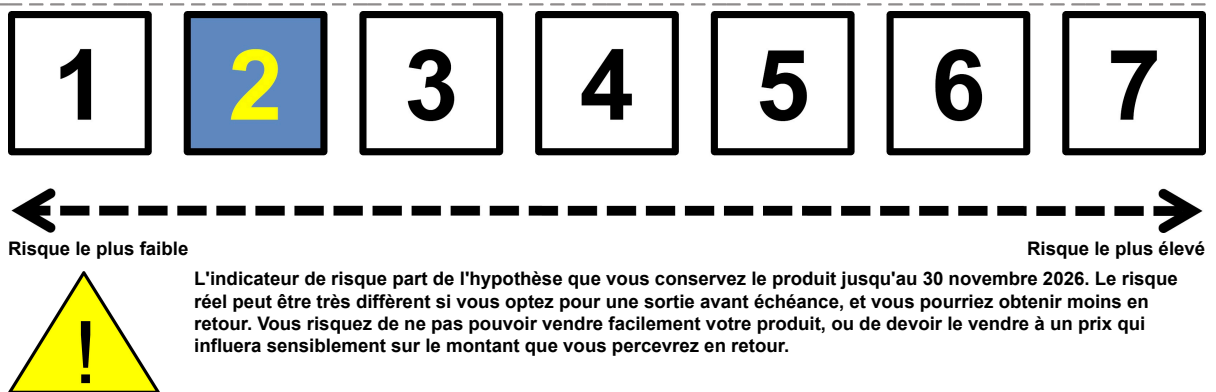 1 2 3 4 5 6 7
Risque le plus faible Risque le plus élevé
L'indicateur de risque part de l'hypothèse que vous conservez le produit jusqu'au 30 novembre 2026. Le risque
réel peut être très diffèrent si vous optez pour une sortie avant échéance, et vous pourriez obtenir moins en
retour. Vous risquez de ne pas pouvoir vendre facilement votre produit, ou de devoir le vendre à un prix qui
influera sensiblement sur le montant que vous percevrez en retour.
!